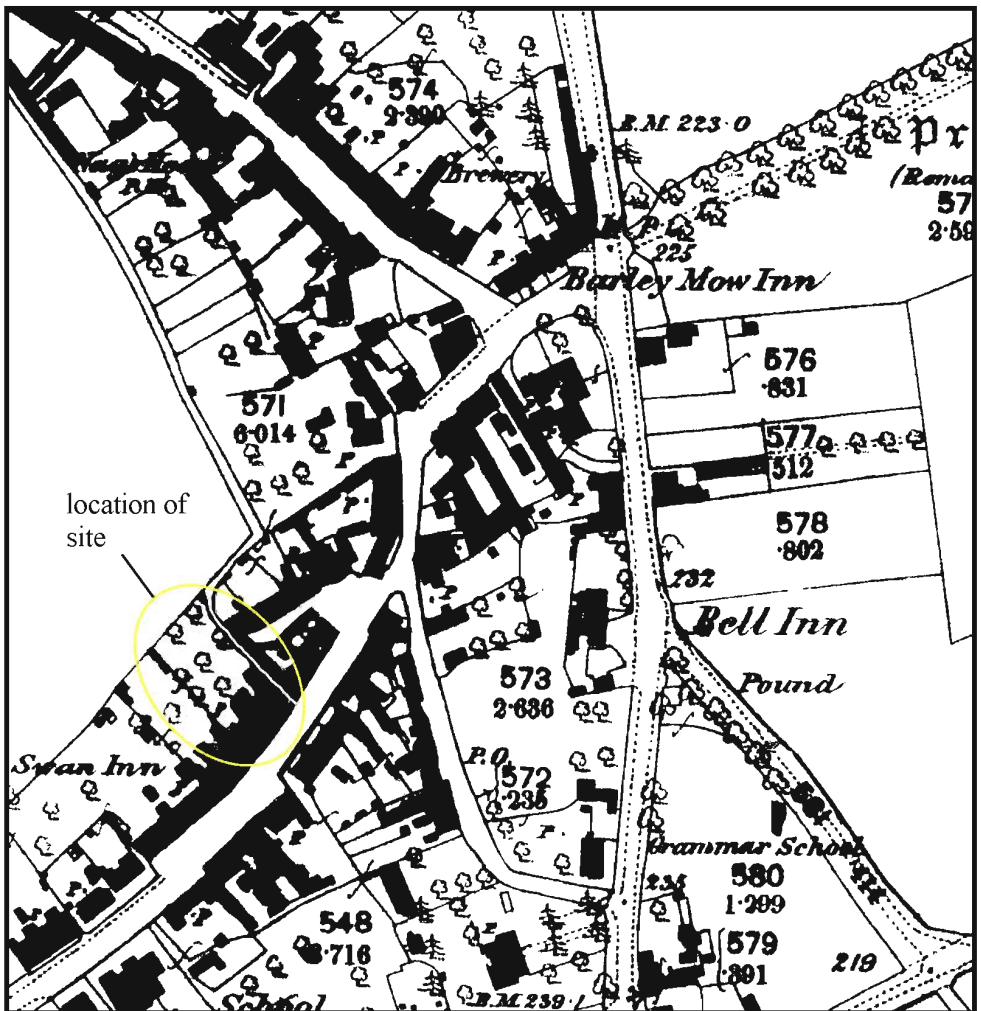 574
2·390
B.M. 223·0
Brewery
P.
225
Barley Mow Inn
576
·831
571
6·014
577
·512
location of
site
578
·802
232
Bell Inn
573
2·636
Pound
Swan Inn
P.O.
572
·235
Grammar School
580
1·299
235
548
579
·391
219
School
B.M. 239·1